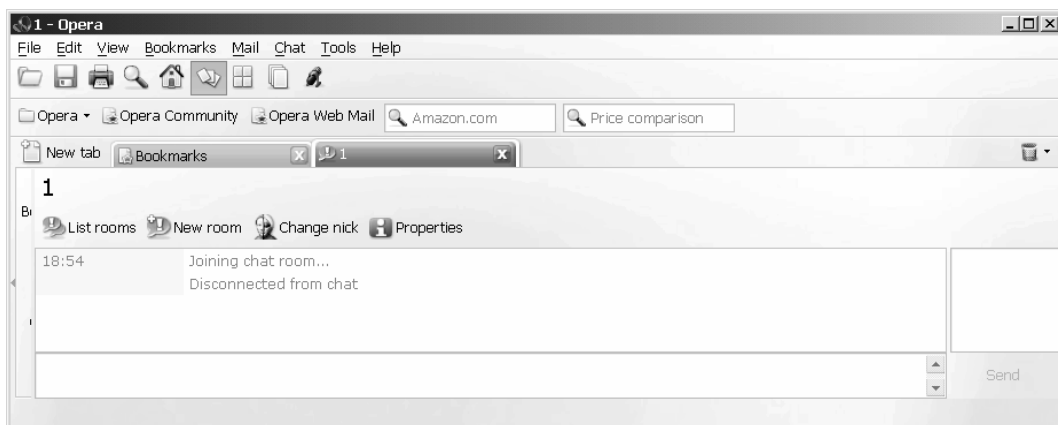 1 - Opera
File Edit View Bookmarks Mail Chat Tools Help
Opera Opera Community Opera Web Mail Amazon.com Price comparison
New tab Bookmarks 1
1
List rooms New room Change nick Properties
18:54 Joining chat room...
Disconnected from chat
Send